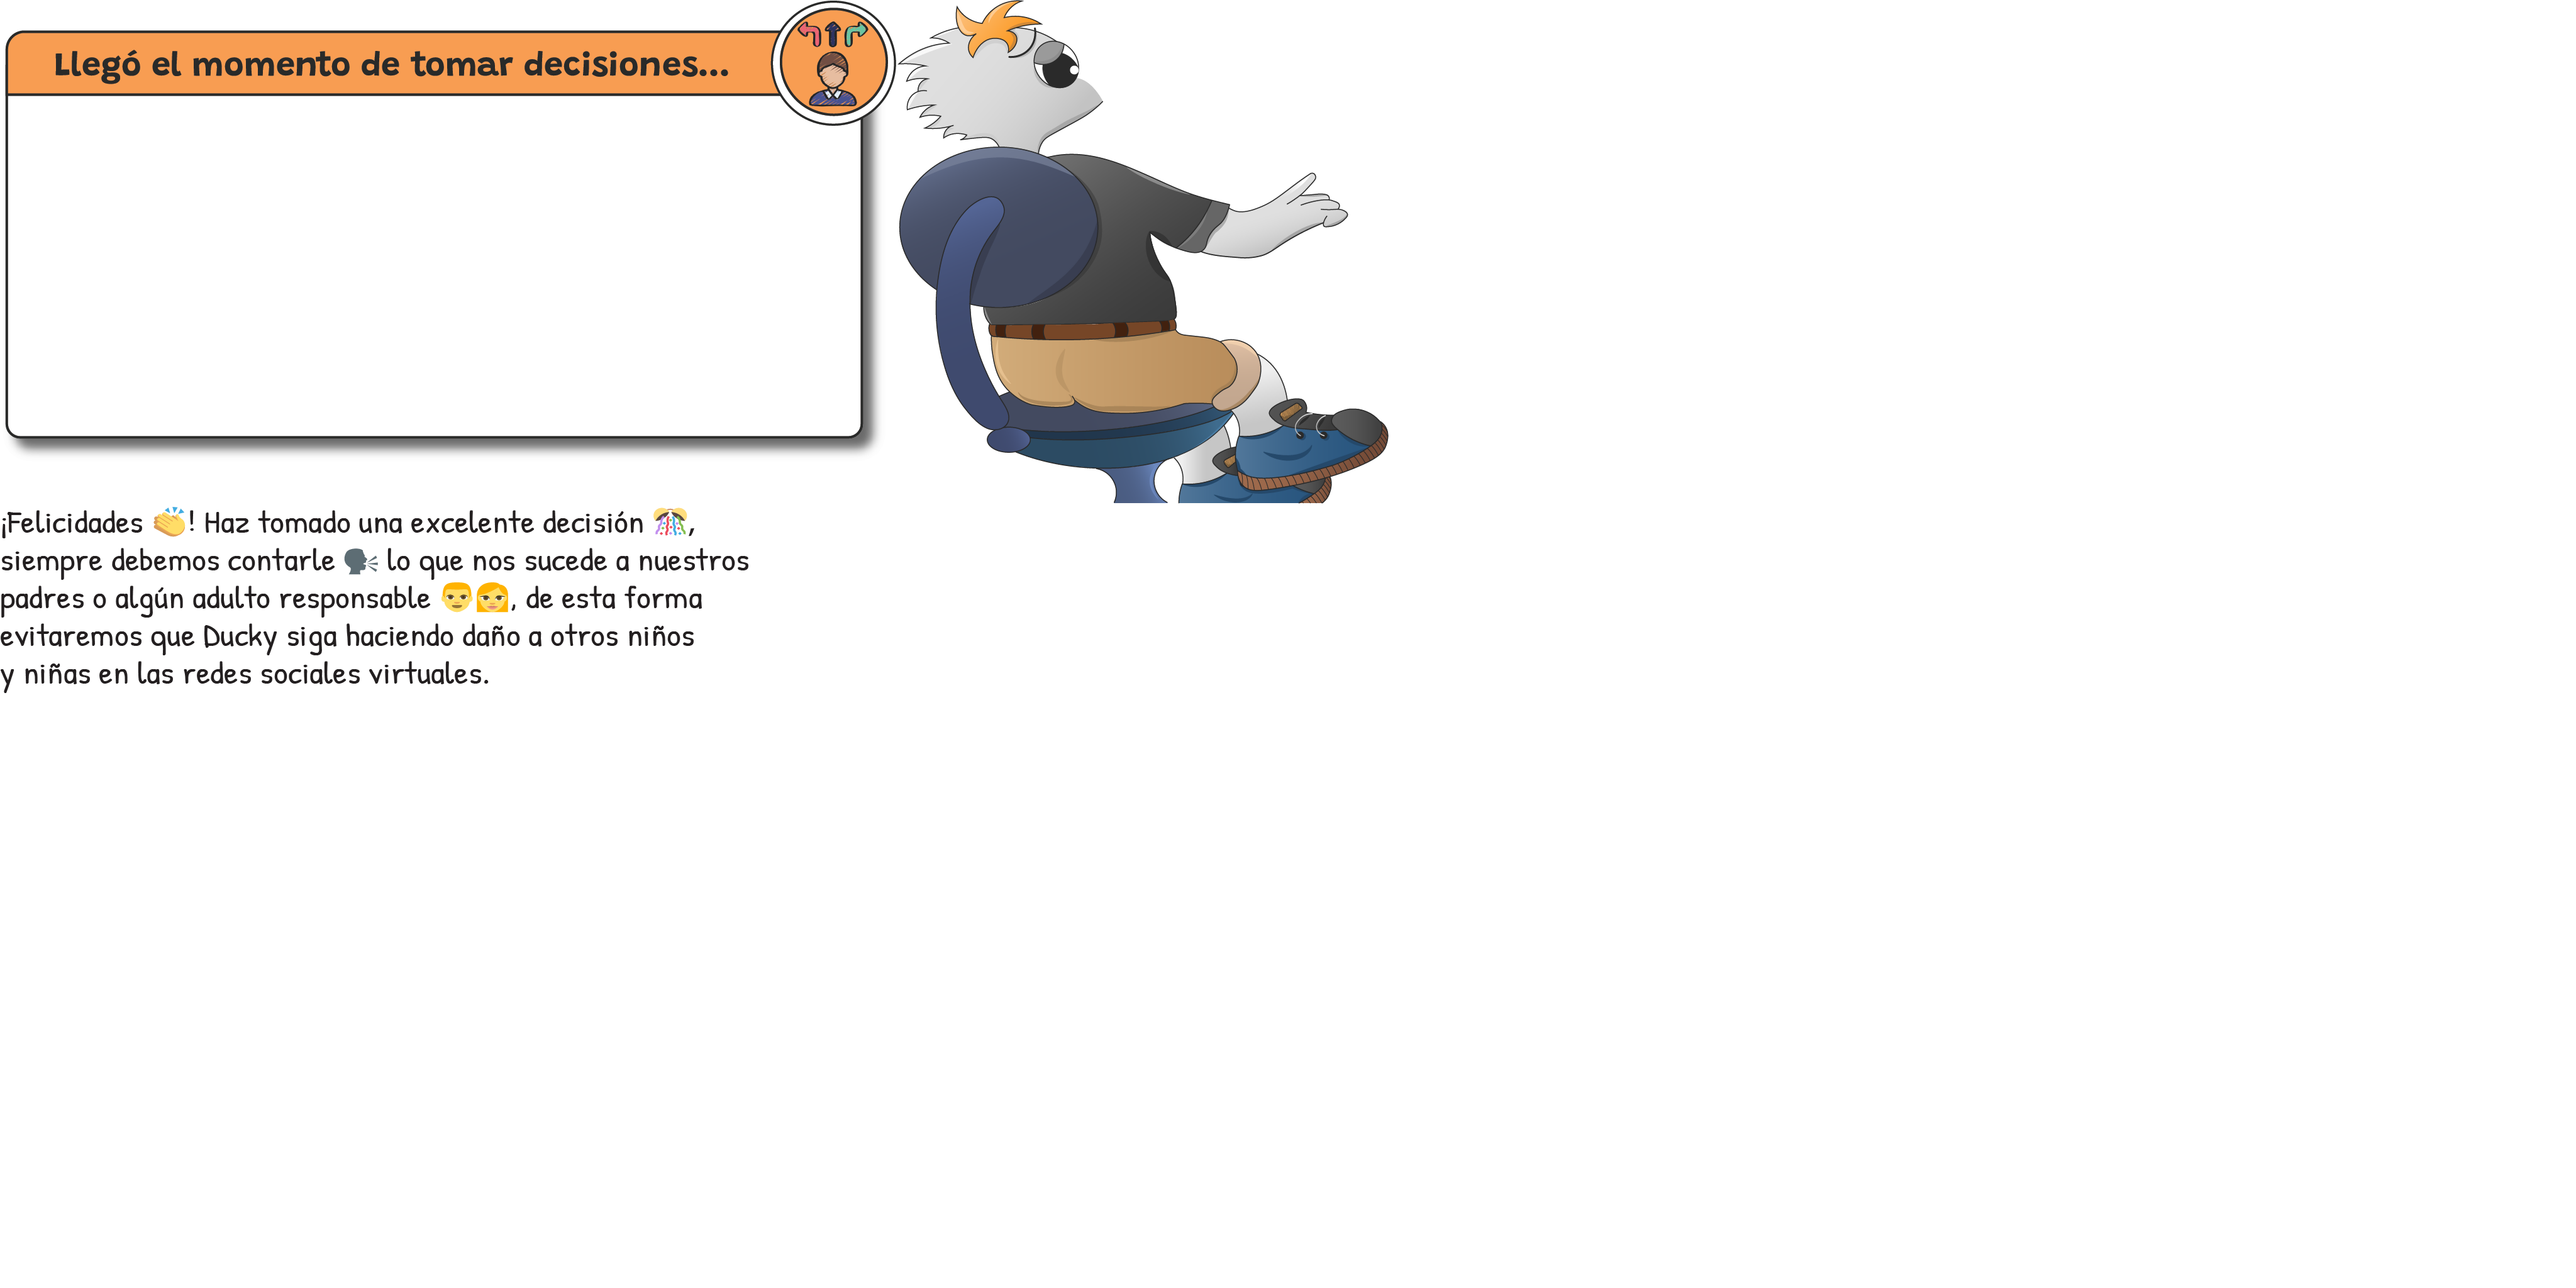 Llegó el momento de tomar decisiones...
¡Felicidades 👏! Haz tomado una excelente decisión 🎊,
siempre debemos contarle 🗣 lo que nos sucede a nuestros
padres o algún adulto responsable 👨👩, de esta forma
evitaremos que Ducky siga haciendo daño a otros niños
y niñas en las redes sociales virtuales.